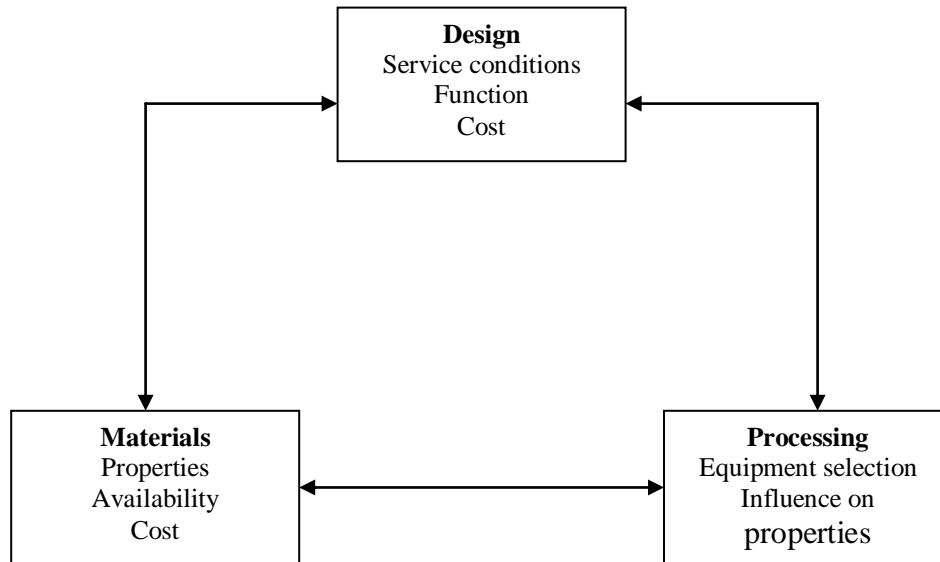 Design
Service conditions
Function
Cost
Materials
Properties
Availability
Cost
Processing
Equipment selection
Influence on
properties